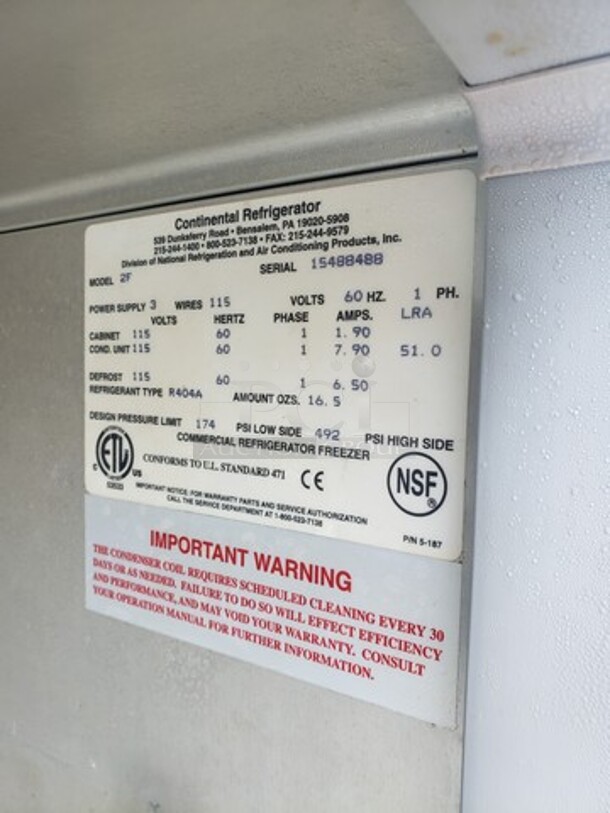 Continental Refrigerator
539 Dunksferry Road • Bensalem, PA 19020-5908
215-244-1400 • 800-523-7138 • FAX: 215-244-9579
Division of National Refrigeration and Air Conditioning Products, Inc.
MODEL 2F SERIAL 15488488
POWER SUPPLY 3 WIRES 115 VOLTS 60 HZ. 1 PH.
VOLTS HERTZ PHASE AMPS. LRA
CABINET 115 60 1 1.90
COND. UNIT 115 60 1 7.90 51.0
DEFROST 115 60 1 6.50
REFRIGERANT TYPE R404A AMOUNT OZS. 16.5
DESIGN PRESSURE LIMIT 174 PSI LOW SIDE 492 PSI HIGH SIDE
COMMERCIAL REFRIGERATOR FREEZER
CONFORMS TO U.L. STANDARD 471 CE
C ETL US
NSF
IMPORTANT NOTICE: FOR WARRANTY PARTS AND SERVICE AUTHORIZATION
CALL THE SERVICE DEPARTMENT AT 1-800-523-7138
P/N 5-187
IMPORTANT WARNING
THE CONDENSER COIL REQUIRES SCHEDULED CLEANING EVERY 30
DAYS OR AS NEEDED. FAILURE TO DO SO WILL EFFECT EFFICIENCY
AND PERFORMANCE, AND MAY VOID YOUR WARRANTY. CONSULT
YOUR OPERATION MANUAL FOR FURTHER INFORMATION.